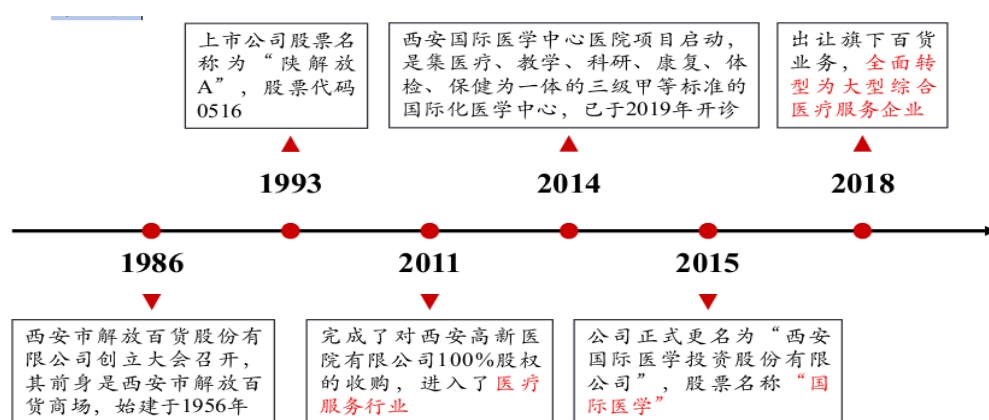 上市公司股票名
称为“陕解放
A”，股票代码
0516
西安国际医学中心医院项目启动，
是集医疗、教学、科研、康复、体
检、保健为一体的三级甲等标准的
国际化医学中心，已于2019年开诊
出让旗下百货
业务，全面转
型为大型综合
医疗服务企业
1993
2014
2018
1986
2011
2015
西安市解放百货股份有
限公司创立大会召开，
其前身是西安市解放百
货商场，始建于1956年
完成了对西安高新医
院有限公司100%股权
的收购，进入了医疗
服务行业
公司正式更名为“西安
国际医学投资股份有限
公司”，股票名称“国
际医学”